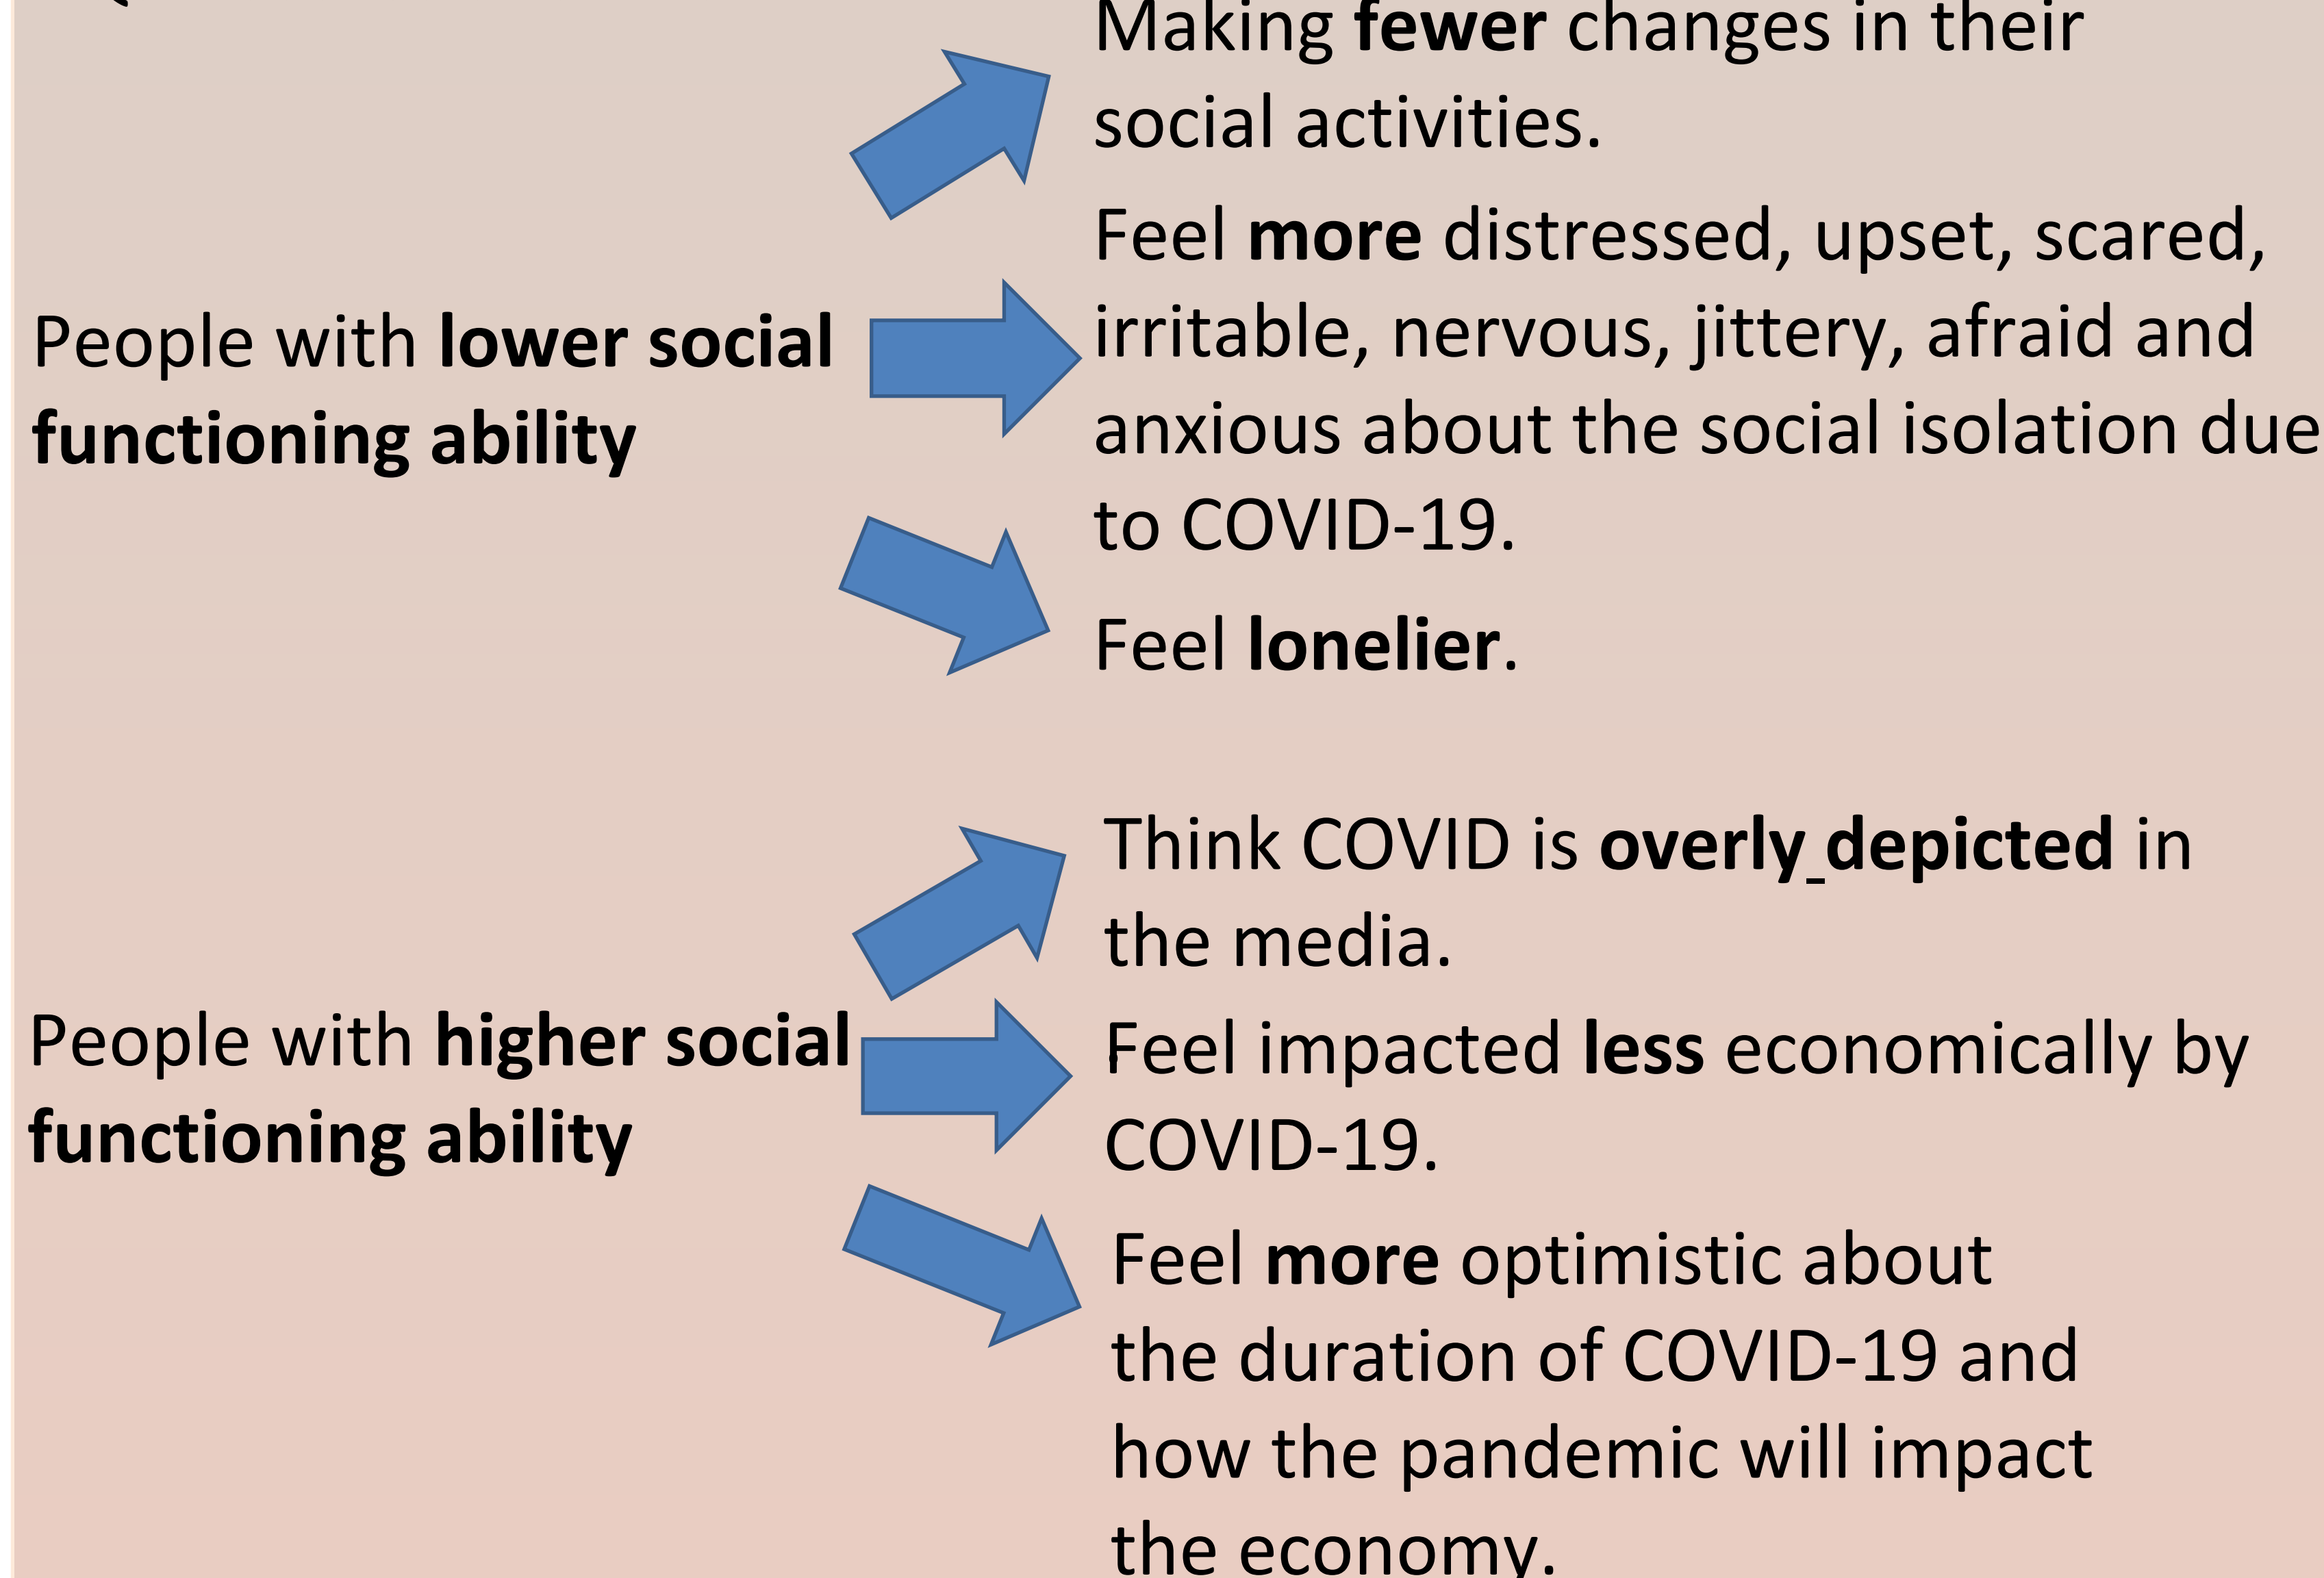 Making fewer changes in their
social activities.
People with lower social
functioning ability
Feel more distressed, upset, scared,
irritable, nervous, jittery, afraid and
anxious about the social isolation due
to COVID-19.
Feel lonelier.
People with higher social
functioning ability
Think COVID is overly depicted in
the media.
Feel impacted less economically by
COVID-19.
Feel more optimistic about
the duration of COVID-19 and
how the pandemic will impact
the economy.